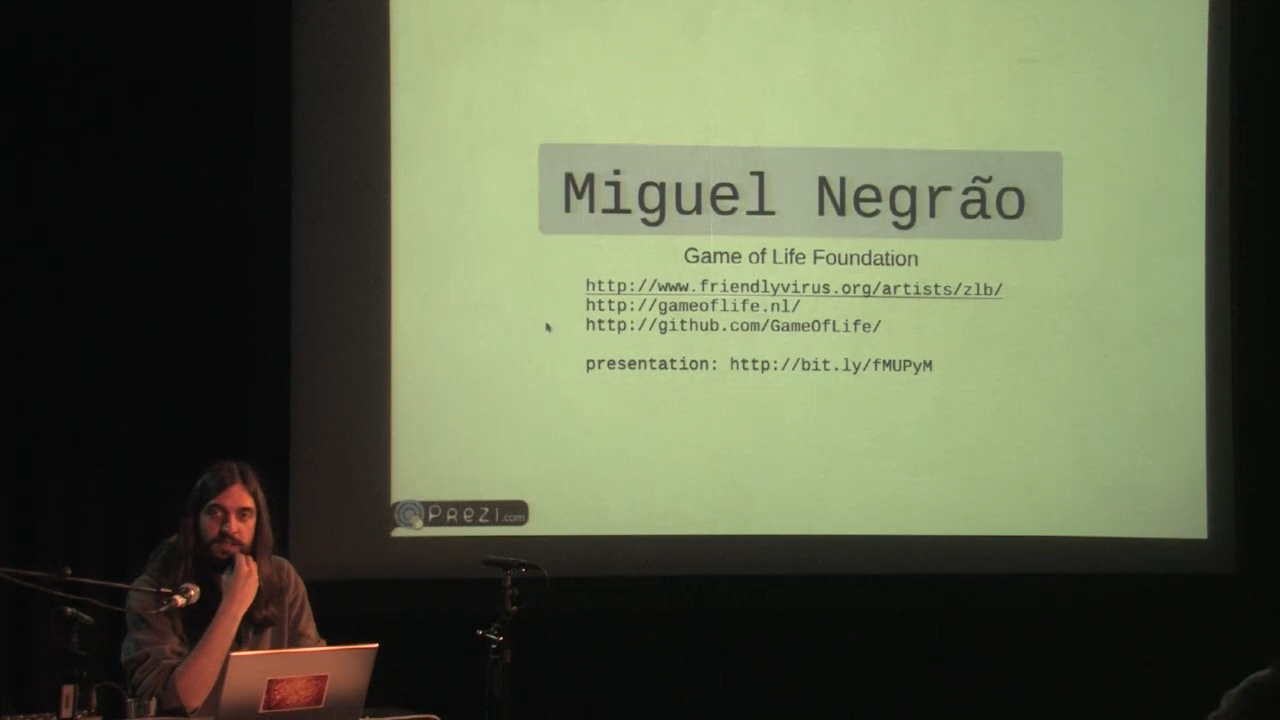 Miguel Negrão
Game of Life Foundation
http://www.friendlyvirus.org/artists/zlb/
http://gameoflife.nl/
http://github.com/GameOfLife/
presentation: http://bit.ly/fMUPyM
Prezi.com